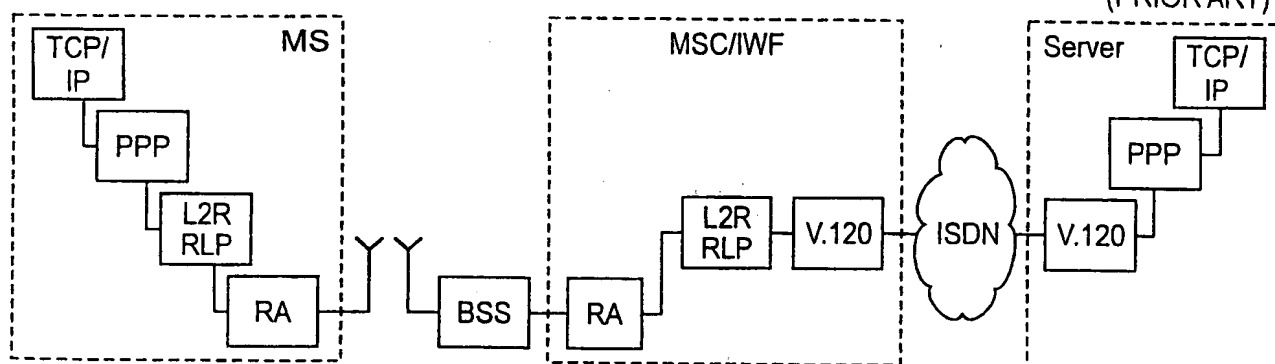 (PRIOR ART)
MS
TCP/
IP
PPP
L2R
RLP
RA
BSS
MSC/IWF
RA
L2R
RLP
V.120
ISDN
Server
TCP/
IP
PPP
V.120